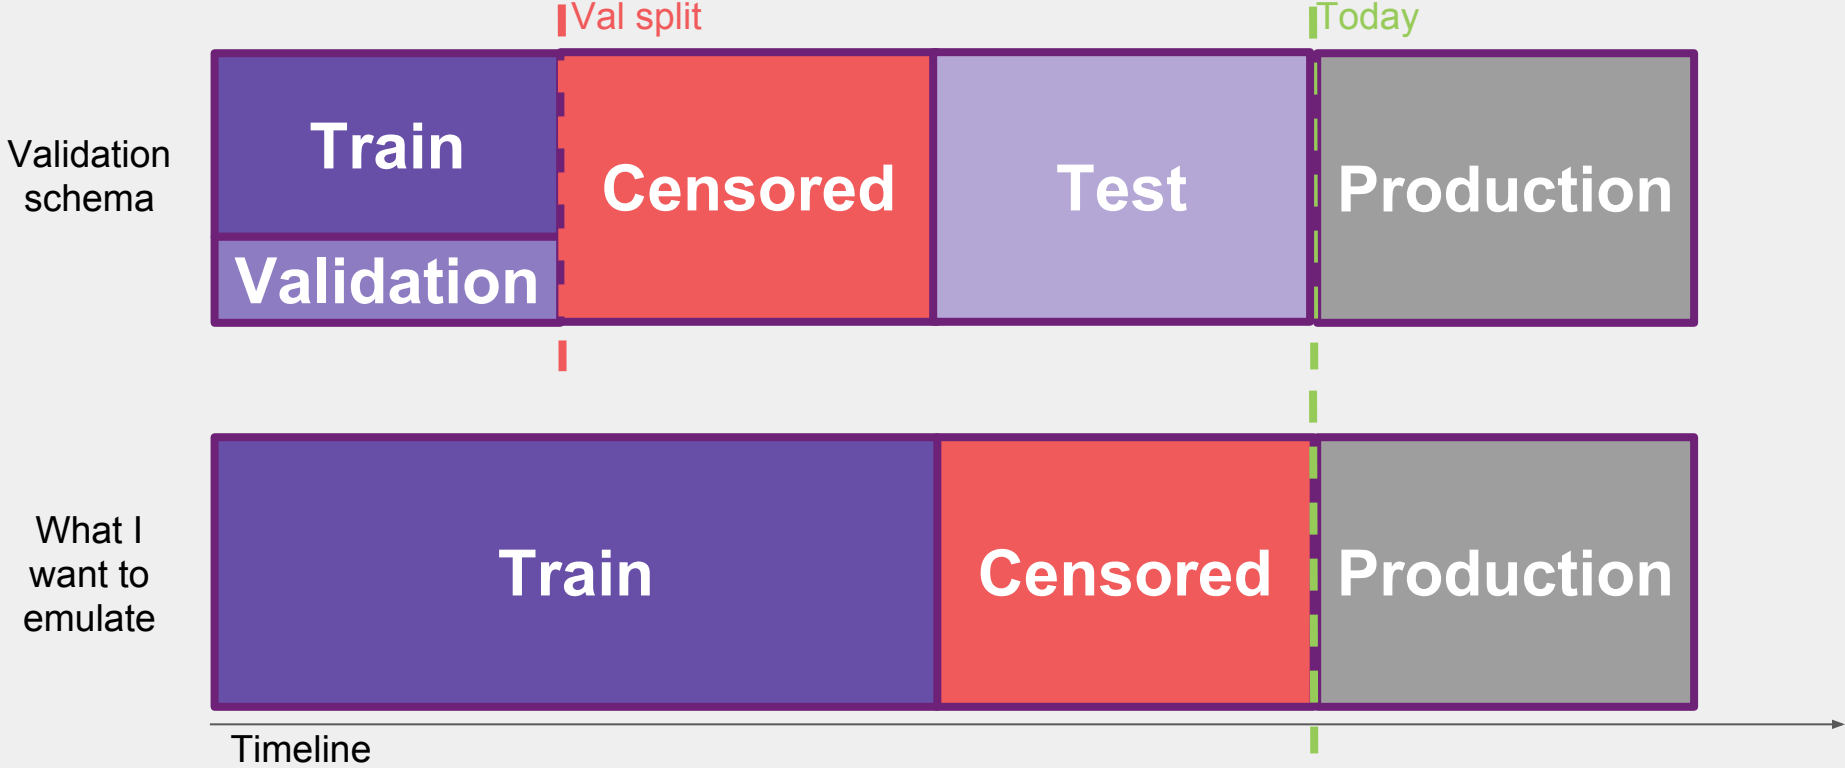 Val split
Today
Validation
schema
Train
Validation
Censored
Test
Production
What I
want to
emulate
Train
Censored
Production
Timeline